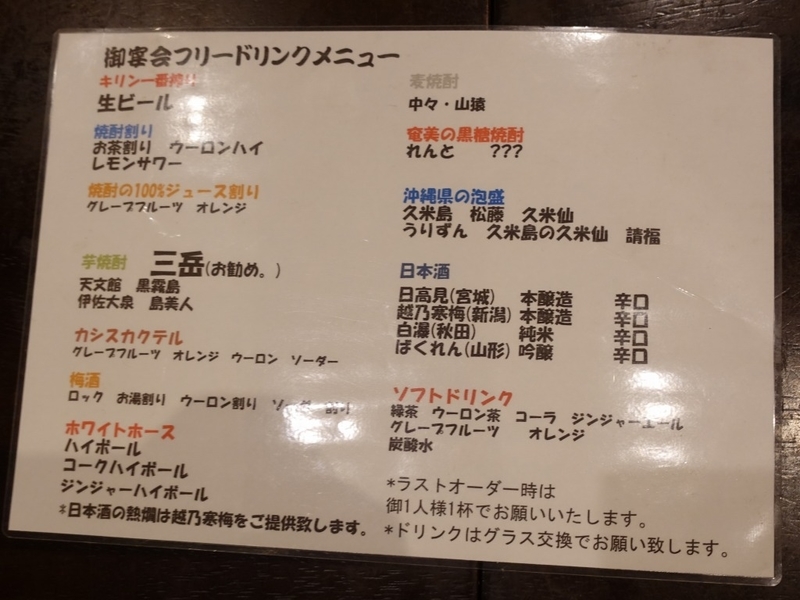 御宴会フリードリンクメニュー
キリン一番搾り
生ビール
焼酎割り
お茶割り ウーロンハイ
レモンサワー
焼酎の100%ジュース割り
グレープフルーツ オレンジ
芋焼酎 三岳(お勧め。)
天文館 黒霧島
伊佐大泉 島美人
カシスカクテル
グレープフルーツ オレンジ ウーロン ソーダー
梅酒
ロック お湯割り ウーロン割り ソーダー割り
ホワイトホース
ハイボール
コークハイボール
ジンジャーハイボール
*日本酒の熱燗は越乃寒梅をご提供致します。
麦焼酎
中々・山猿
奄美の黒糖焼酎
れんと ???
沖縄県の泡盛
久米島 松藤 久米仙
うりずん 久米島の久米仙 請福
日本酒
日高見(宮城) 本醸造 辛口
越乃寒梅(新潟) 本醸造 辛口
白瀑(秋田) 純米 辛口
ばくれん(山形) 吟醸 辛口
ソフトドリンク
緑茶 ウーロン茶 コーラ ジンジャーエール
グレープフルーツ オレンジ
炭酸水
*ラストオーダー時は
御1人様1杯でお願いいたします。
*ドリンクはグラス交換でお願い致します。